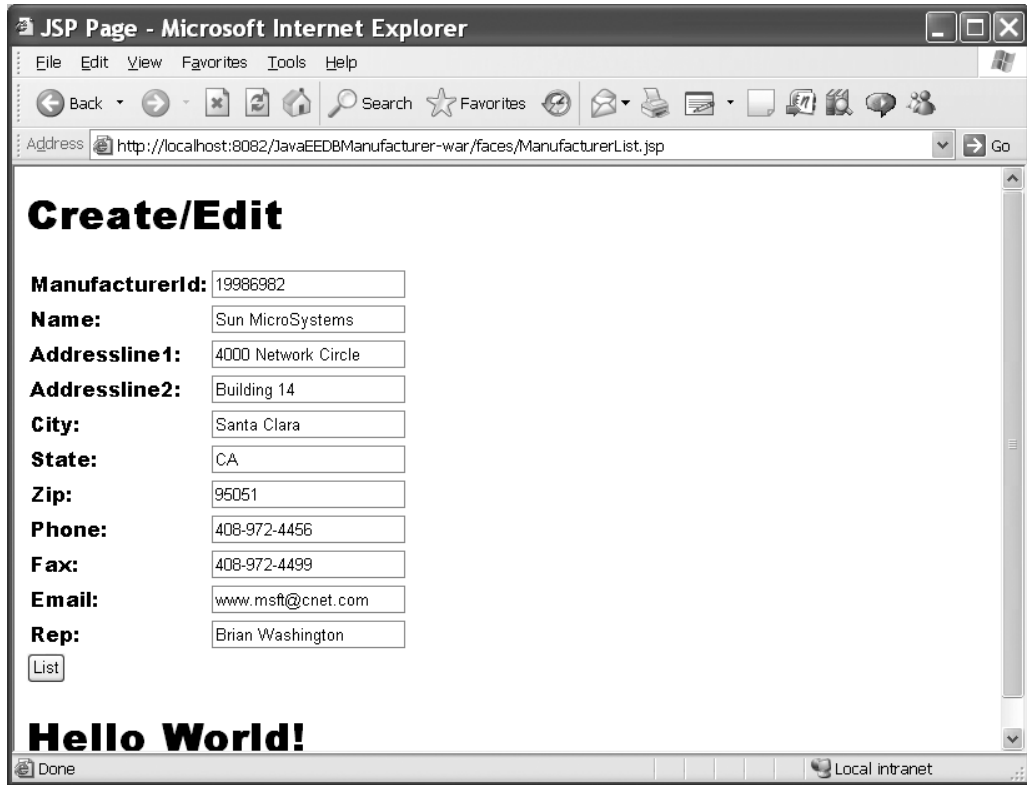 JSP Page - Microsoft Internet Explorer
File Edit View Favorites Tools Help
Back Search Favorites
Address http://localhost:8082/JavaEEDBManufacturer-war/faces/ManufacturerList.jsp Go
Create/Edit
ManufacturerId: 19986982
Name: Sun MicroSystems
Addressline1: 4000 Network Circle
Addressline2: Building 14
City: Santa Clara
State: CA
Zip: 95051
Phone: 408-972-4456
Fax: 408-972-4499
Email: www.msft@cnet.com
Rep: Brian Washington
List
Hello World!
Done Local intranet